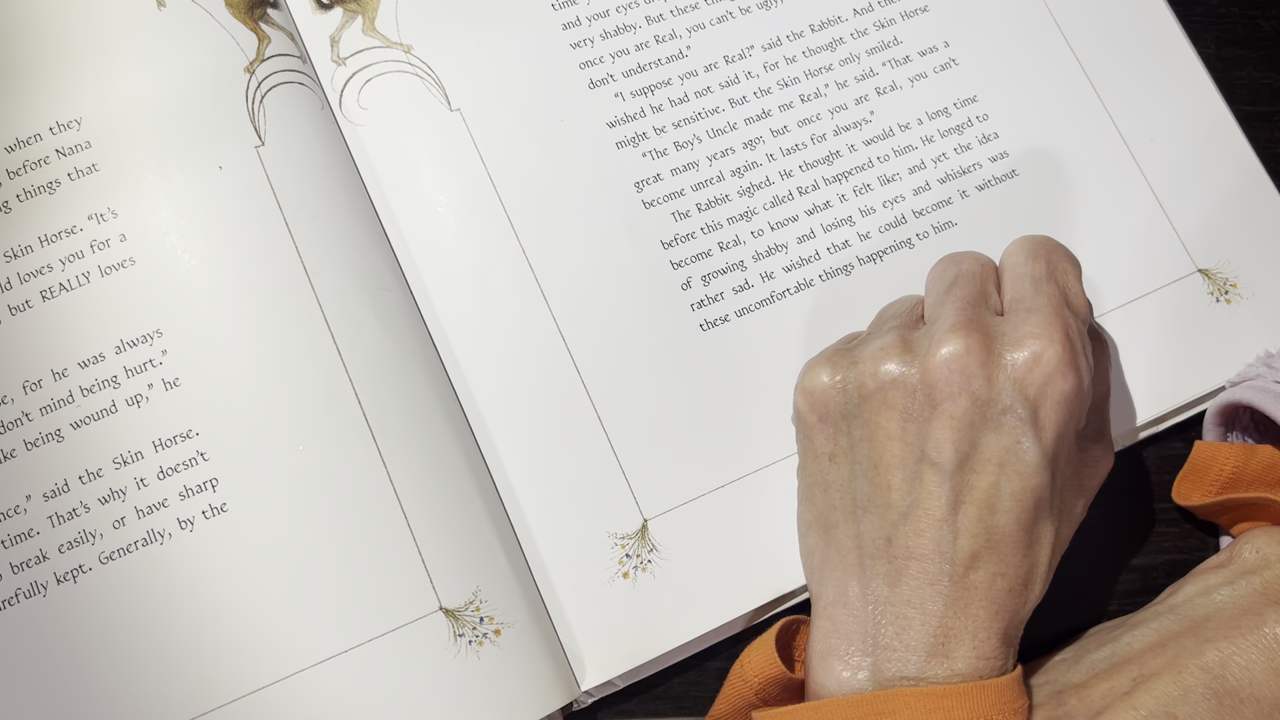 when they
before Nana
things that
Skin Horse. "It's
loves you for a
but REALLY loves
for he was always
don't mind being hurt."
being wound up," he
said the Skin Horse.
time. That's why it doesn't
break easily, or have sharp
kept. Generally, by the
time
and your eyes
very shabby. But these
once you are Real, you can't be ugly,
don't understand."
"I suppose you are Real?" said the Rabbit. And
wished he had not said it, for he thought the Skin Horse
might be sensitive. But the Skin Horse only smiled.
"The Boy's Uncle made me Real," he said. "That was a
great many years ago; but once you are Real, you can't
become unreal again. It lasts for always."
The Rabbit sighed. He thought it would be a long time
before this magic called Real happened to him. He longed to
become Real, to know what it felt like; and yet the idea
of growing shabby and losing his eyes and whiskers was
rather sad. He wished that he could become it without
these uncomfortable things happening to him.